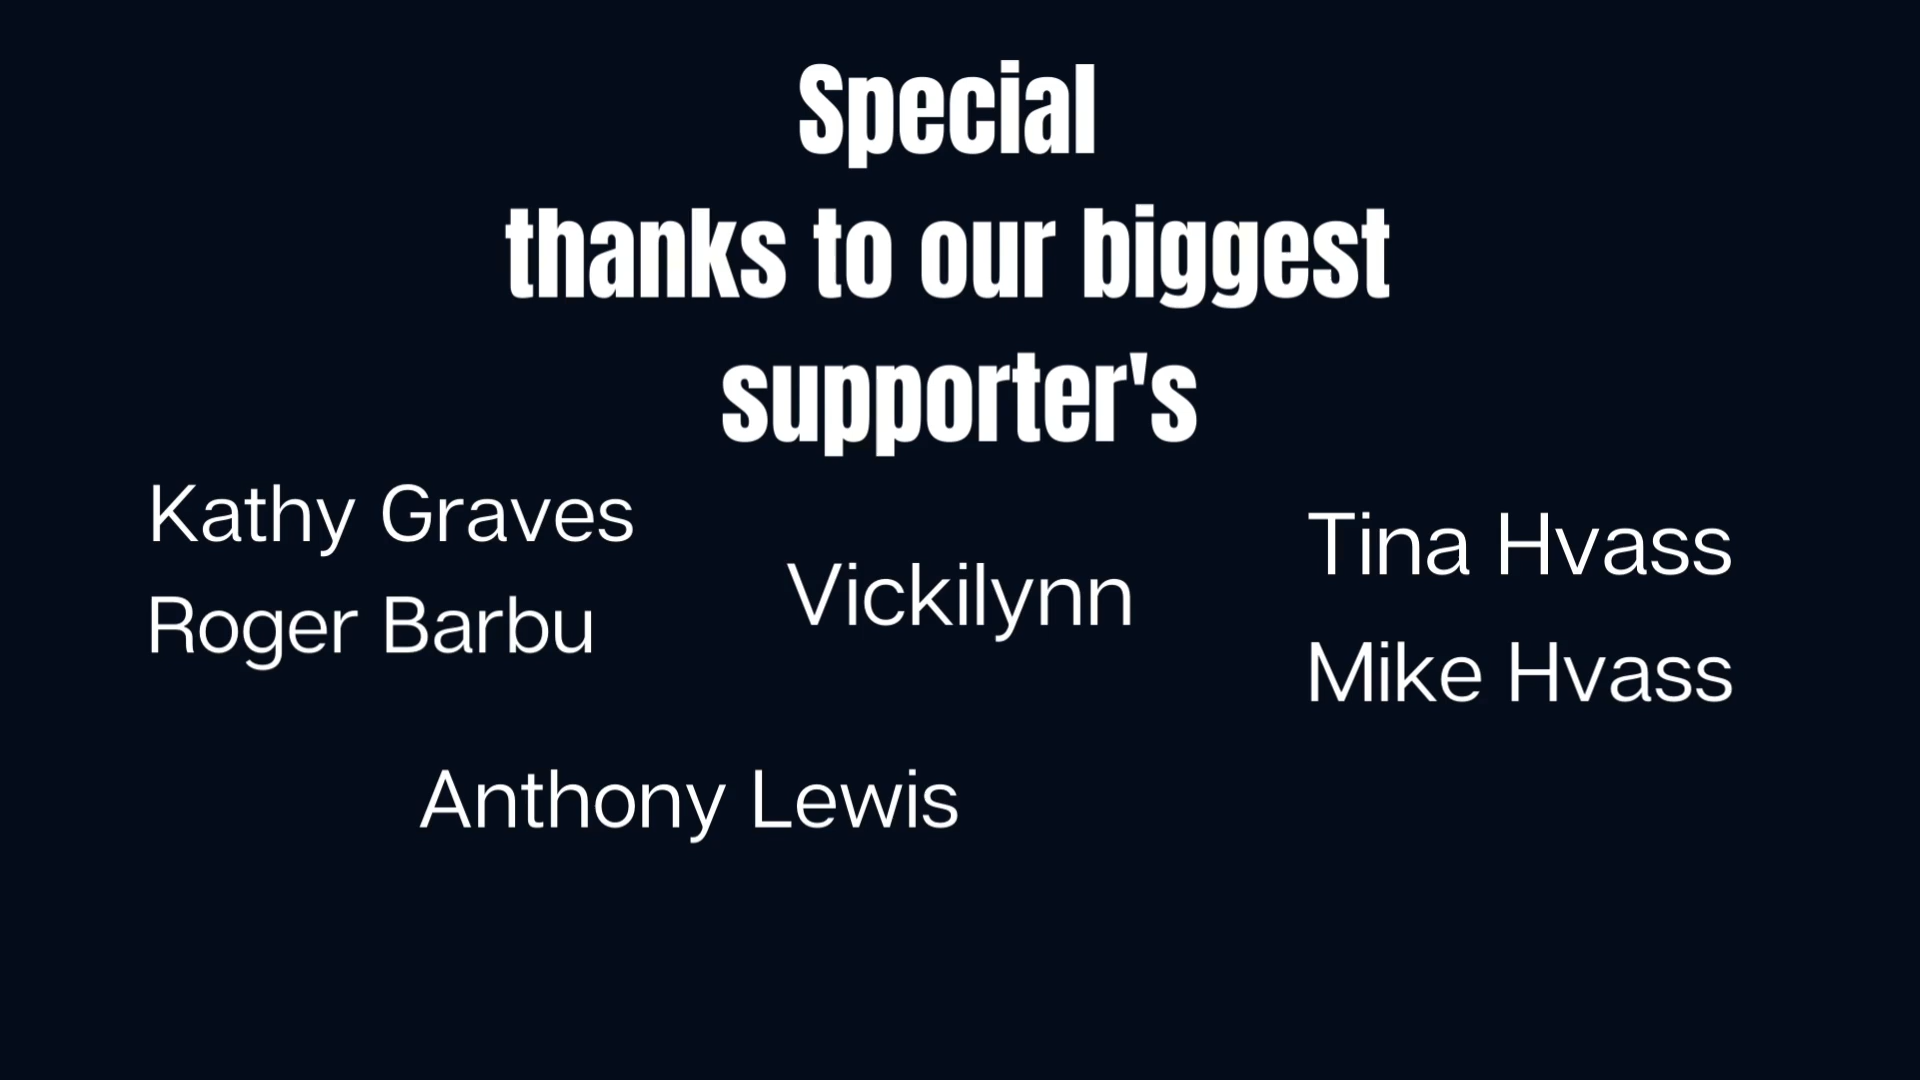 Special
thanks to our biggest
supporter's
Kathy Graves
Roger Barbu
Vickilynn
Tina Hvass
Mike Hvass
Anthony Lewis